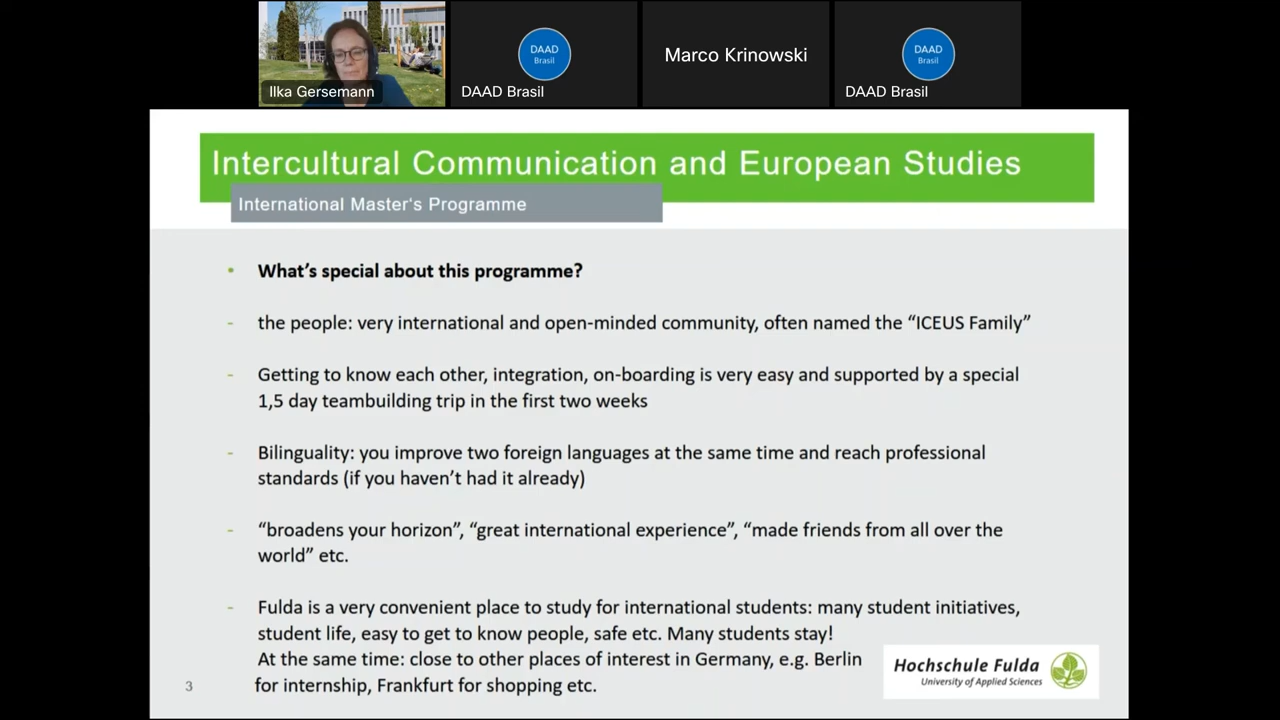 DAAD
Brasil
Marco Krinowski
DAAD
Brasil
Ilka Gersemann
DAAD Brasil
DAAD Brasil
Intercultural Communication and European Studies
International Master's Programme
• What's special about this programme?
- the people: very international and open-minded community, often named the “ICEUS Family”
- Getting to know each other, integration, on-boarding is very easy and supported by a special
1,5 day teambuilding trip in the first two weeks
- Bilinguality: you improve two foreign languages at the same time and reach professional
standards (if you haven't had it already)
- “broadens your horizon”, “great international experience”, “made friends from all over the
world” etc.
- Fulda is a very convenient place to study for international students: many student initiatives,
student life, easy to get to know people, safe etc. Many students stay!
At the same time: close to other places of interest in Germany, e.g. Berlin
for internship, Frankfurt for shopping etc.
Hochschule Fulda
University of Applied Sciences
3